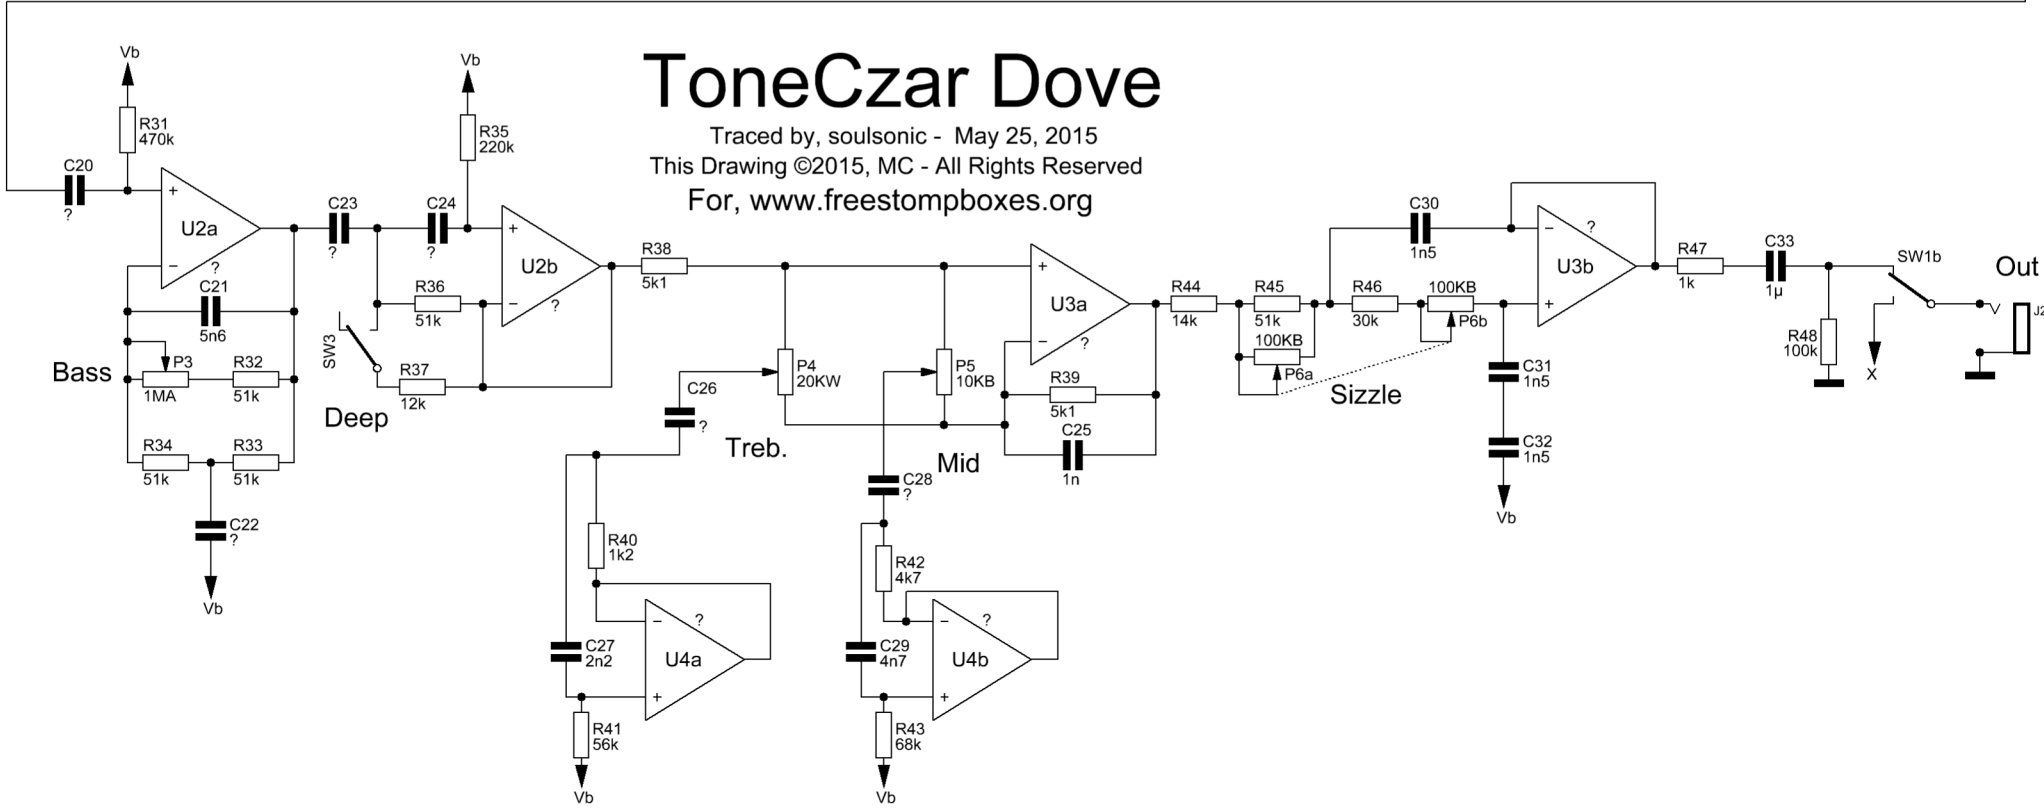 ToneCzar Dove
Traced by, soulsonic - May 25, 2015
This Drawing ©2015, MC - All Rights Reserved
For, www.freestompboxes.org
Vb
R31
470k
C20
?
+
U2a
−
?
C21
5n6
Bass
P3
1MA
R32
51k
R34
51k
R33
51k
C22
?
Vb
C23
?
Vb
R35
220k
C24
?
+
U2b
−
?
R36
51k
SW3
R37
12k
Deep
R38
5k1
P4
20KW
Treb.
C26
?
R40
1k2
−
?
U4a
+
C27
2n2
R41
56k
Vb
P5
10KB
Mid
C28
?
R42
4k7
−
?
U4b
+
C29
4n7
R43
68k
Vb
+
U3a
−
?
R39
5k1
C25
1n
R44
14k
R45
51k
100KB
P6a
Sizzle
R46
30k
100KB
P6b
C30
1n5
−
?
U3b
+
C31
1n5
C32
1n5
Vb
R47
1k
C33
1µ
R48
100k
SW1b
X
Out
J2